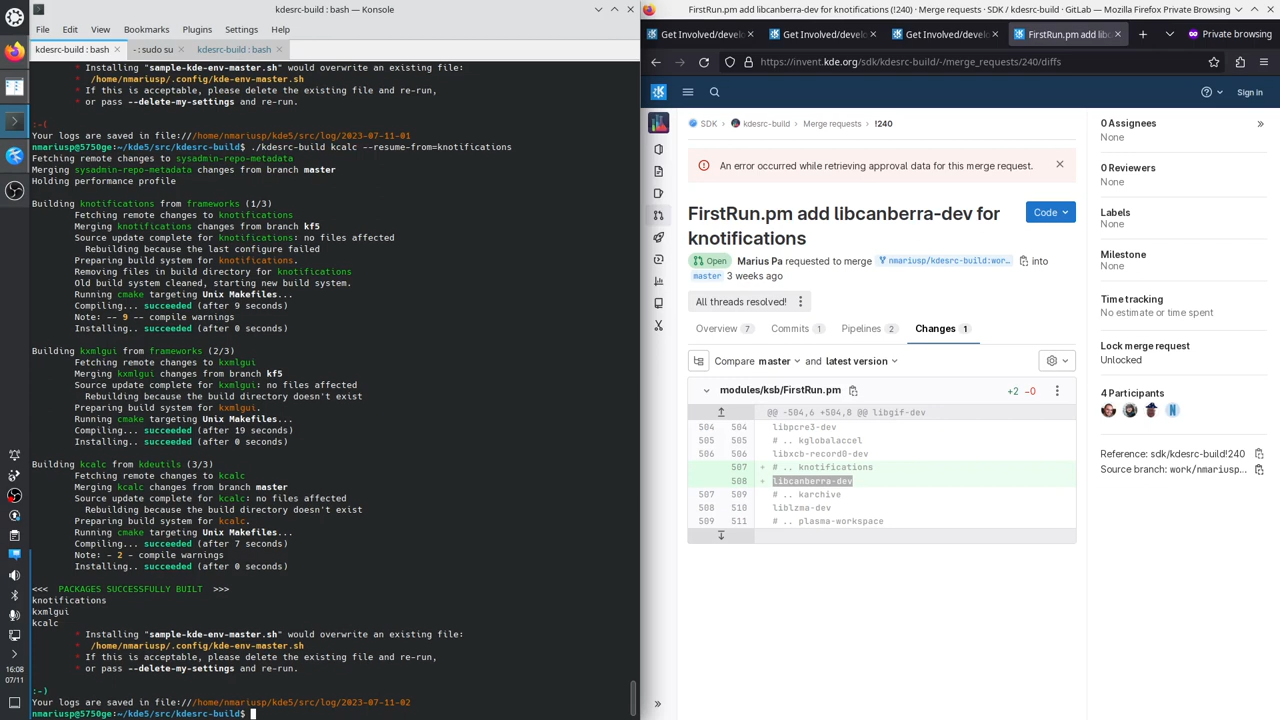 kdesrc-build : bash — Konsole
File Edit View Bookmarks Plugins Settings Help
kdesrc-build : bash
- : sudo su
kdesrc-build : bash
* Installing "sample-kde-env-master.sh" would overwrite an existing file:
* /home/nmariusp/.config/kde-env-master.sh
* If this is acceptable, please delete the existing file and re-run,
* or pass --delete-my-settings and re-run.
:-(
Your logs are saved in file:///home/nmariusp/kde5/src/log/2023-07-11-01
nmariusp@5750ge:~/kde5/src/kdesrc-build$ ./kdesrc-build kcalc --resume-from=knotifications
Fetching remote changes to sysadmin-repo-metadata
Merging sysadmin-repo-metadata changes from branch master
Holding performance profile
Building knotifications from frameworks (1/3)
Fetching remote changes to knotifications
Merging knotifications changes from branch kf5
Source update complete for knotifications: no files affected
Rebuilding because the last configure failed
Preparing build system for knotifications.
Removing files in build directory for knotifications
Old build system cleaned, starting new build system.
Running cmake targeting Unix Makefiles...
Compiling... succeeded (after 9 seconds)
Note: -- 9 -- compile warnings
Installing.. succeeded (after 0 seconds)
Building kxmlgui from frameworks (2/3)
Fetching remote changes to kxmlgui
Merging kxmlgui changes from branch kf5
Source update complete for kxmlgui: no files affected
Rebuilding because the build directory doesn't exist
Preparing build system for kxmlgui.
Running cmake targeting Unix Makefiles...
Compiling... succeeded (after 19 seconds)
Installing.. succeeded (after 0 seconds)
Building kcalc from kdeutils (3/3)
Fetching remote changes to kcalc
Merging kcalc changes from branch master
Source update complete for kcalc: no files affected
Rebuilding because the build directory doesn't exist
Preparing build system for kcalc.
Running cmake targeting Unix Makefiles...
Compiling... succeeded (after 7 seconds)
Note: - 2 - compile warnings
Installing.. succeeded (after 0 seconds)
<<< PACKAGES SUCCESSFULLY BUILT >>>
knotifications
kxmlgui
kcalc
* Installing "sample-kde-env-master.sh" would overwrite an existing file:
* /home/nmariusp/.config/kde-env-master.sh
* If this is acceptable, please delete the existing file and re-run,
* or pass --delete-my-settings and re-run.
:-)
Your logs are saved in file:///home/nmariusp/kde5/src/log/2023-07-11-02
nmariusp@5750ge:~/kde5/src/kdesrc-build$
16:08
07/11
FirstRun.pm add libcanberra-dev for knotifications (!240) · Merge requests · SDK / kdesrc-build · GitLab — Mozilla Firefox Private Browsing
Get Involved/develo
Get Involved/develo
Get Involved/develo
FirstRun.pm add libc
Private browsing
https://invent.kde.org/sdk/kdesrc-build/-/merge_requests/240/diffs
Sign in
SDK › kdesrc-build › Merge requests › !240
An error occurred while retrieving approval data for this merge request.
FirstRun.pm add libcanberra-dev for
knotifications
Code
Open Marius Pa requested to merge nmariusp/kdesrc-build:wor… into
master 3 weeks ago
All threads resolved!
Overview 7 Commits 1 Pipelines 2 Changes 1
Compare master and latest version
modules/ksb/FirstRun.pm +2 −0
@@ -504,6 +504,8 @@ libgif-dev
504 504 libpcre3-dev
505 505 # .. kglobalaccel
506 506 libxcb-record0-dev
507 + # .. knotifications
508 + libcanberra-dev
507 509 # .. karchive
508 510 liblzma-dev
509 511 # .. plasma-workspace
0 Assignees
None
0 Reviewers
None
Labels
None
Milestone
None
Time tracking
No estimate or time spent
Lock merge request
Unlocked
4 Participants
N
Reference: sdk/kdesrc-build!240
Source branch: work/nmariusp…